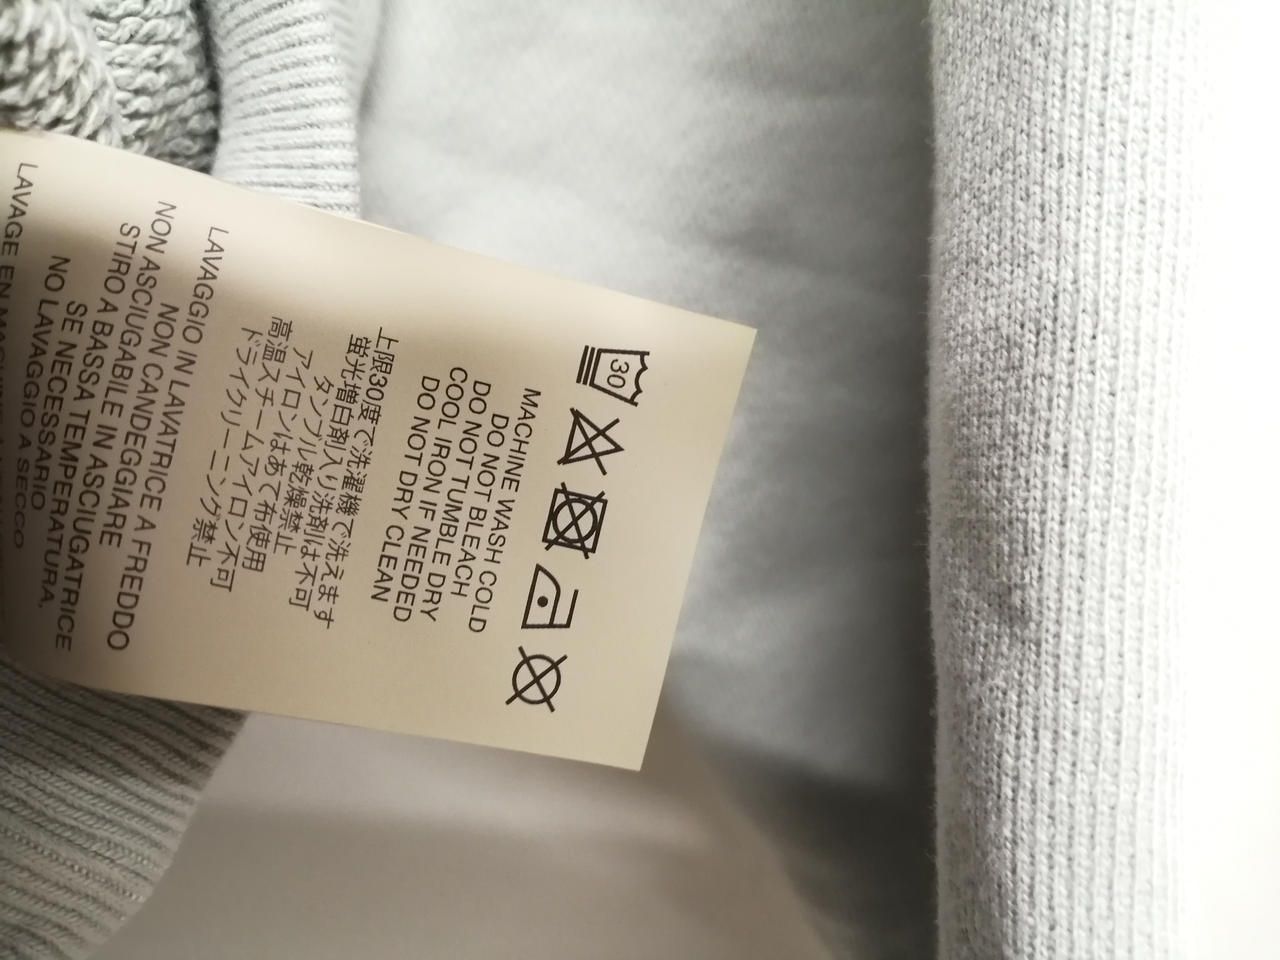 30
MACHINE WASH COLD
DO NOT BLEACH
DO NOT TUMBLE DRY
COOL IRON IF NEEDED
DO NOT DRY CLEAN
上限30度で洗濯機で洗えます
蛍光増白剤入り洗剤は不可
タンブル乾燥禁止
アイロンはあて布使用
高温スチームアイロン不可
ドライクリーニング禁止
LAVAGGIO IN LAVATRICE A FREDDO
NON CANDEGGIARE
NON ASCIUGABILE IN ASCIUGATRICE
STIRO A BASSA TEMPERATURA.
SE NECESSARIO
NO LAVAGGIO A SECCO
LAVAGE EN